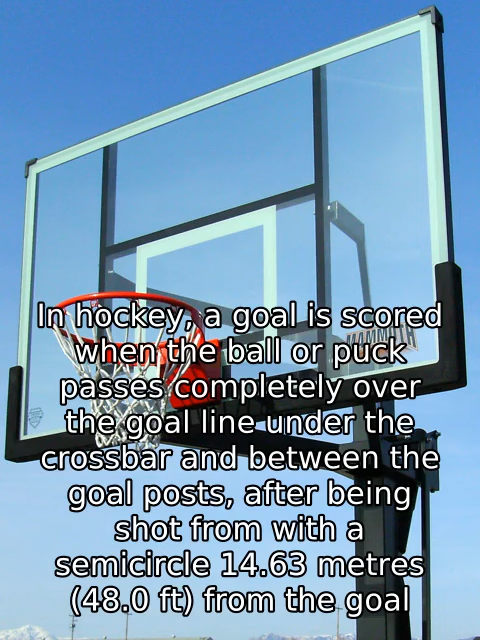 In hockey, a goal is scored
when the ball or puck
passes completely over
the goal line under the
crossbar and between the
goal posts, after being
shot from with a
semicircle 14.63 metres
(48.0 ft) from the goal